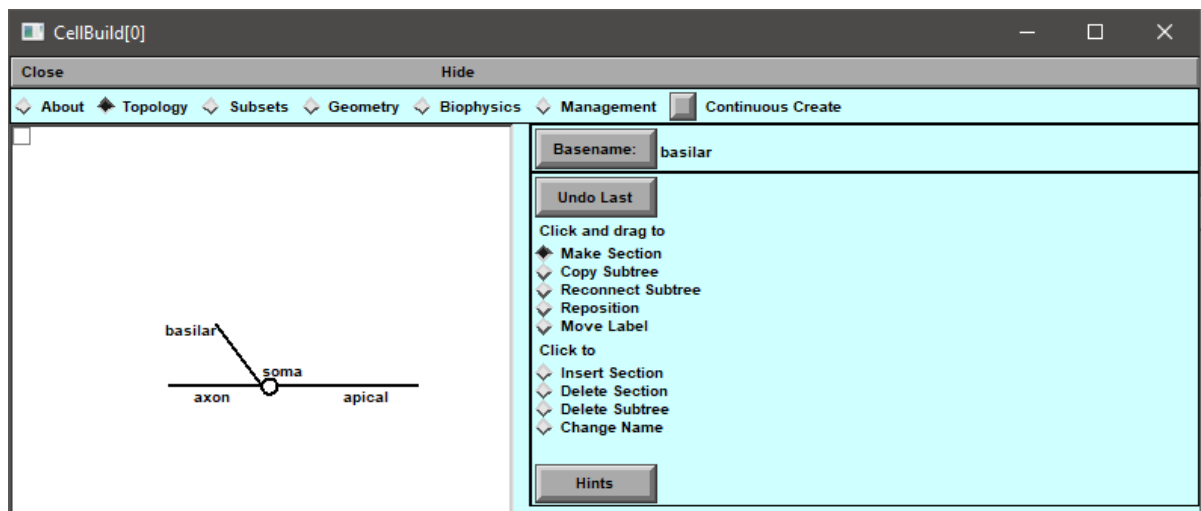 CellBuild[0]
Close Hide
About Topology Subsets Geometry Biophysics Management Continuous Create
Basename: basilar
Undo Last
Click and drag to
Make Section
Copy Subtree
Reconnect Subtree
Reposition
Move Label
Click to
Insert Section
Delete Section
Delete Subtree
Change Name
Hints
basilar
soma
axon apical